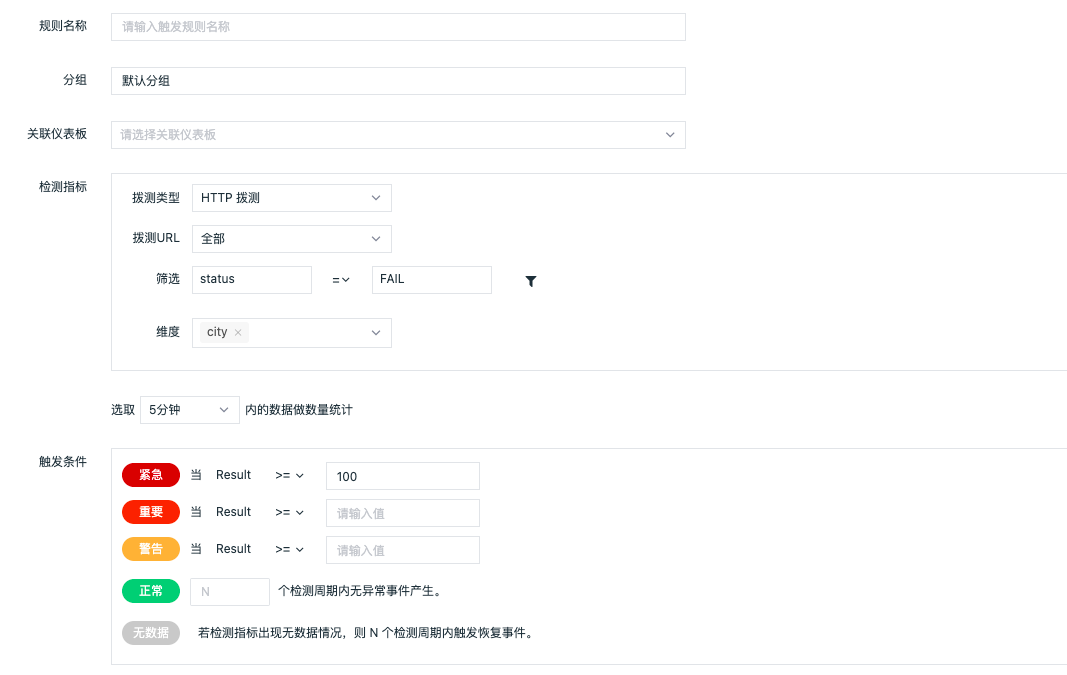 规则名称 请输入触发规则名称
分组 默认分组
关联仪表板 请选择关联仪表板
检测指标
拨测类型 HTTP 拨测
拨测URL 全部
筛选 status = FAIL
维度 city ×
选取 5分钟 内的数据做数量统计
触发条件
紧急 当 Result >= 100
重要 当 Result >= 请输入值
警告 当 Result >= 请输入值
正常 N 个检测周期内无异常事件产生。
无数据 若检测指标出现无数据情况，则 N 个检测周期内触发恢复事件。